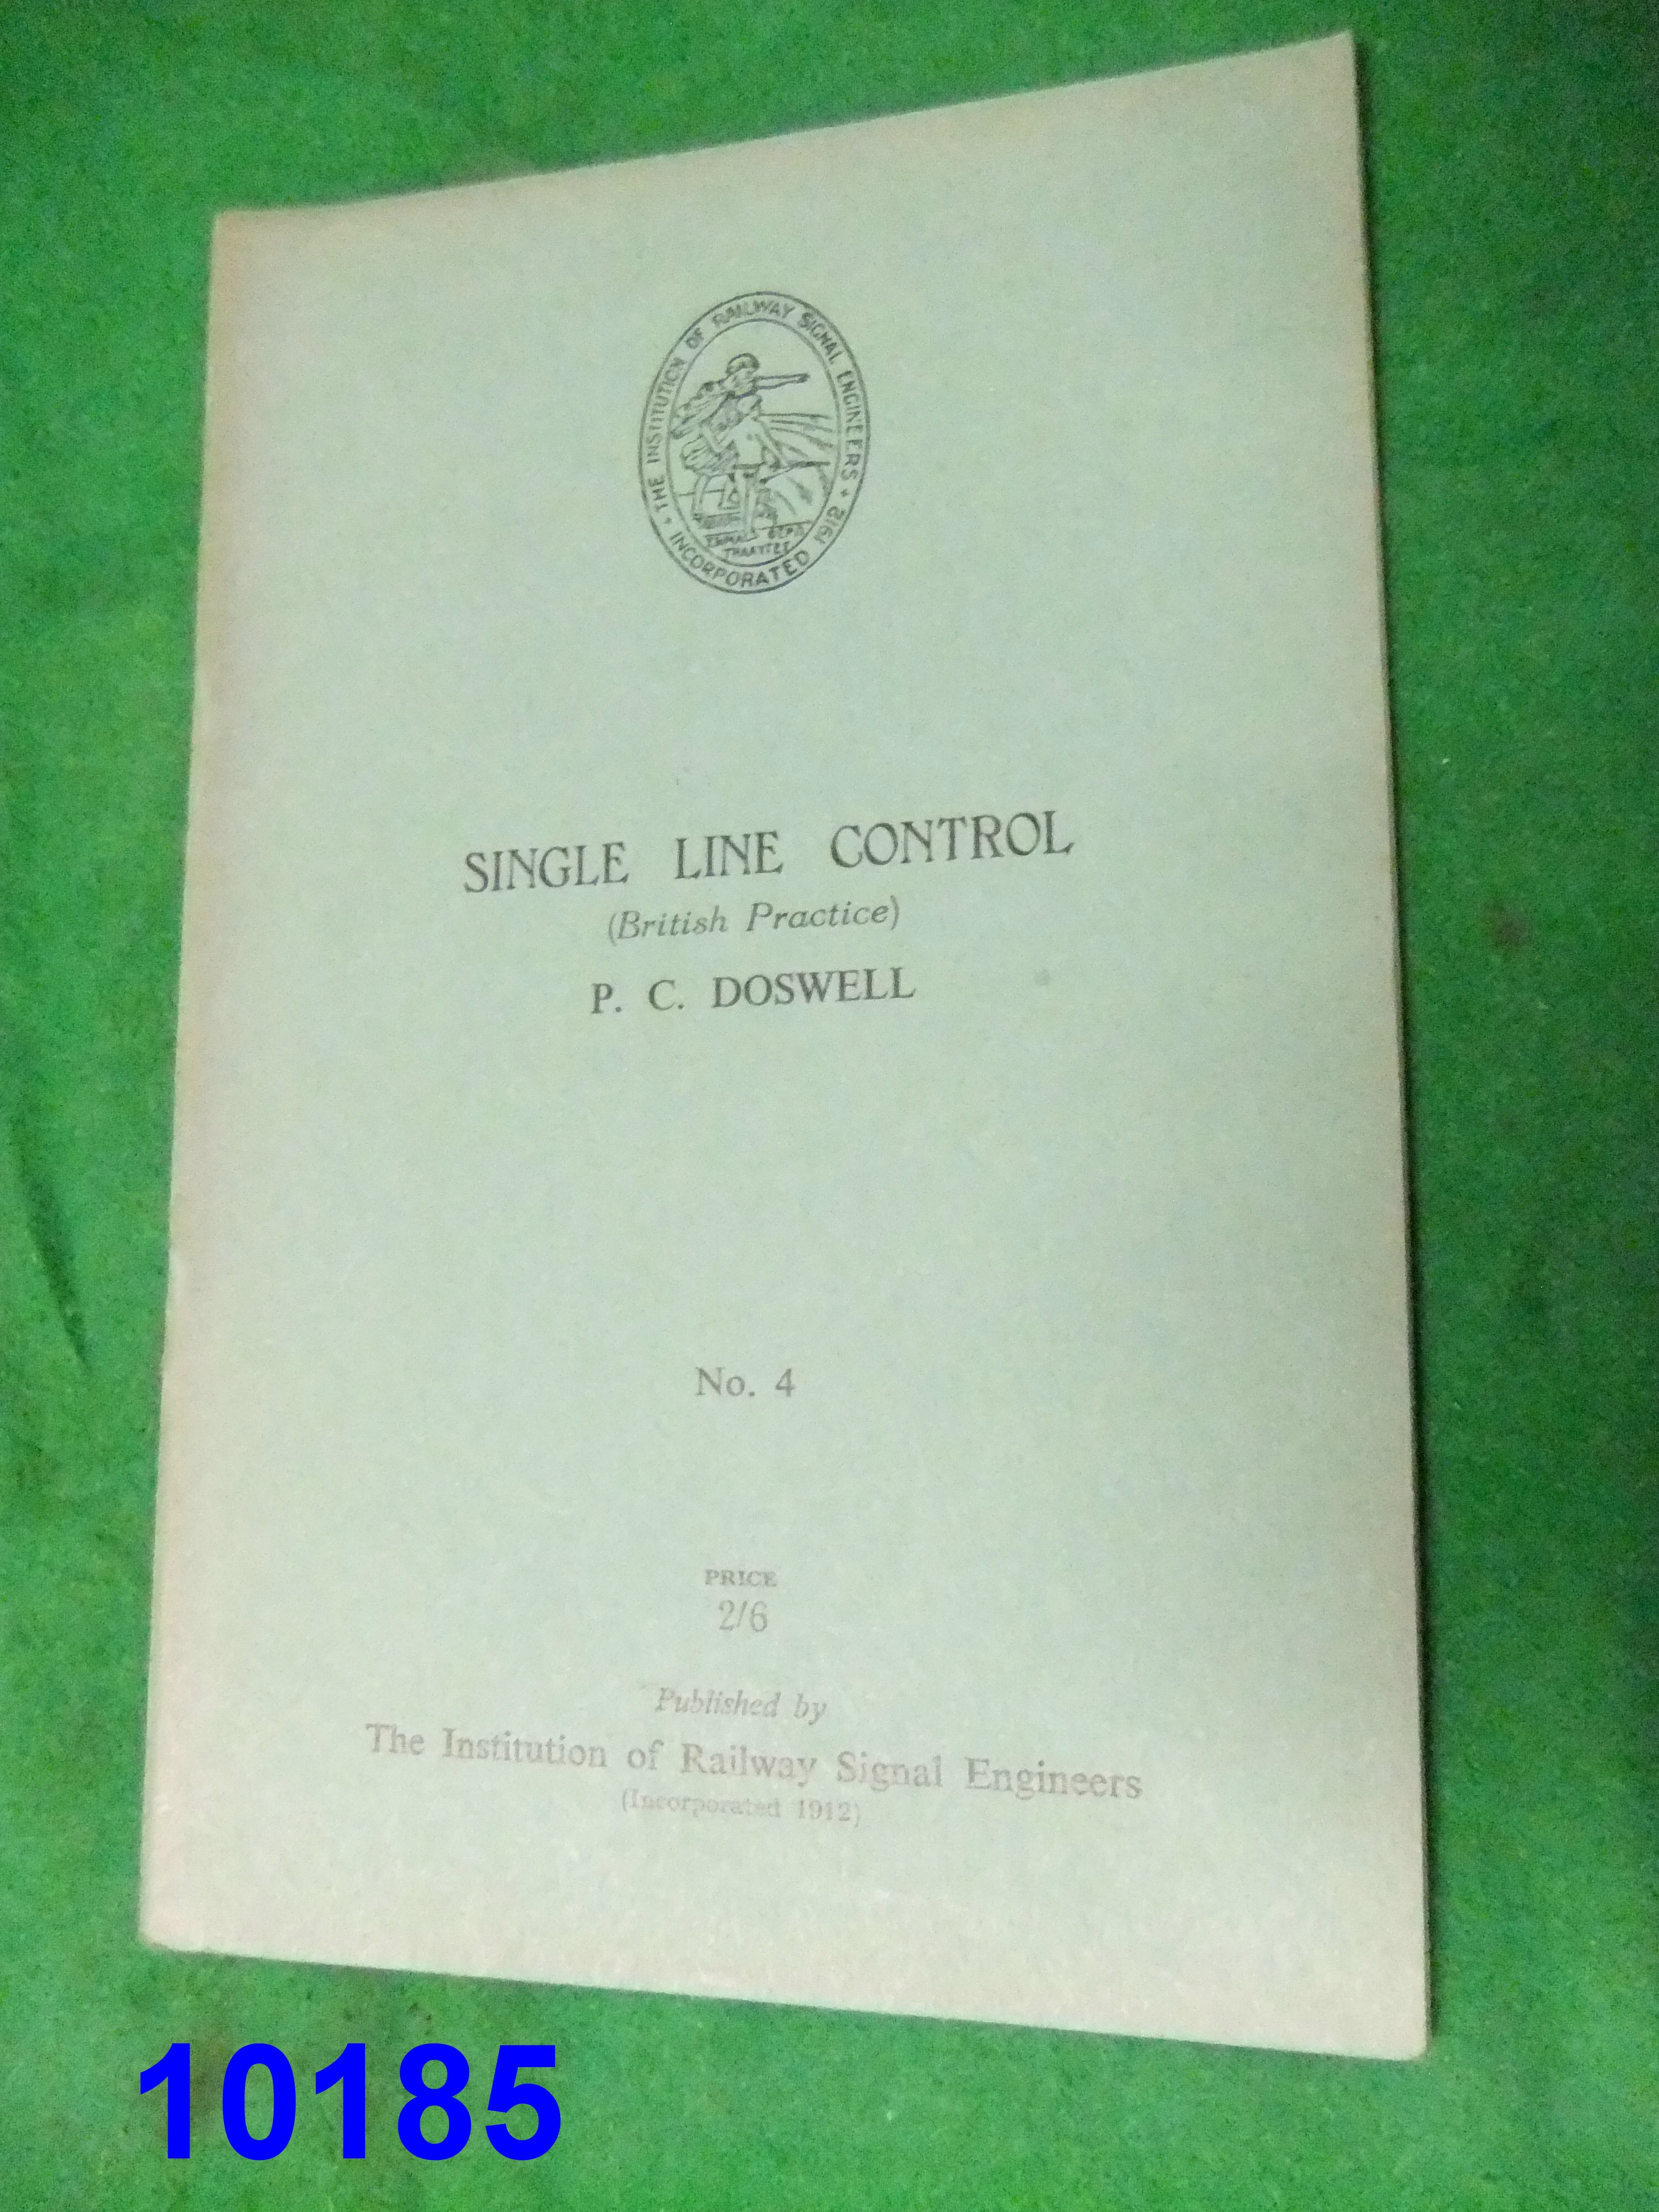 THE INSTITUTION OF RAILWAY SIGNAL ENGINEERS
INCORPORATED 1912
SINGLE LINE CONTROL
(British Practice)
P. C. DOSWELL
No. 4
PRICE
2/6
Published by
The Institution of Railway Signal Engineers
(Incorporated 1912)
10185